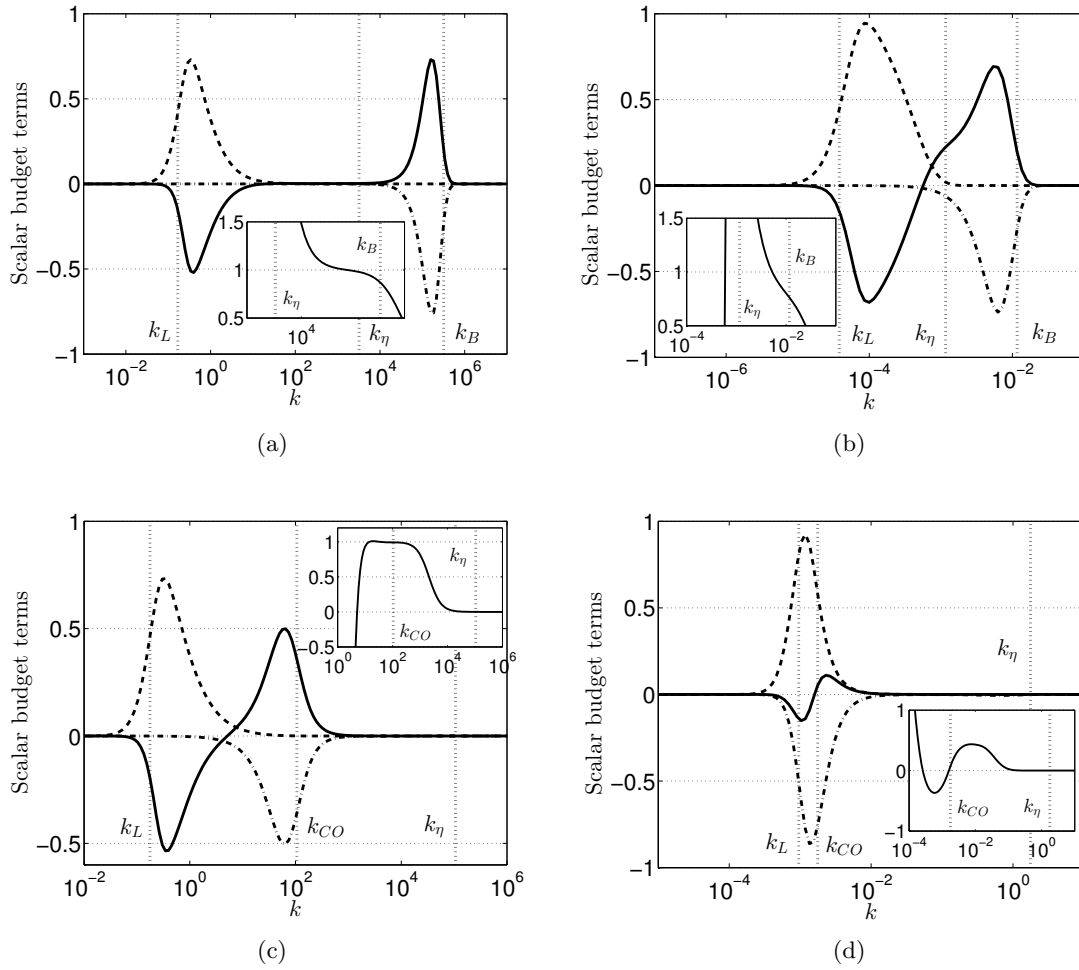 1
0.5
0
−0.5
−1
Scalar budget terms
10^−2
10^0
10^2
10^4
10^6
k
k_L
k_η
k_B
1.5
1
0.5
10^4
k_η
k_B
(a)
1
0.5
0
−0.5
−1
Scalar budget terms
10^−6
10^−4
10^−2
k
k_L
k_η
k_B
1.5
1
0.5
10^−4
10^−2
k_η
k_B
(b)
1
0.5
0
−0.5
Scalar budget terms
10^−2
10^0
10^2
10^4
10^6
k
k_L
k_CO
k_η
1
0.5
0
−0.5
10^0
10^2
10^4
10^6
k_CO
k_η
(c)
1
0.5
0
−0.5
−1
Scalar budget terms
10^−4
10^−2
10^0
k
k_L
k_CO
k_η
1
0
−1
10^−4
10^−2
10^0
k_CO
k_η
(d)